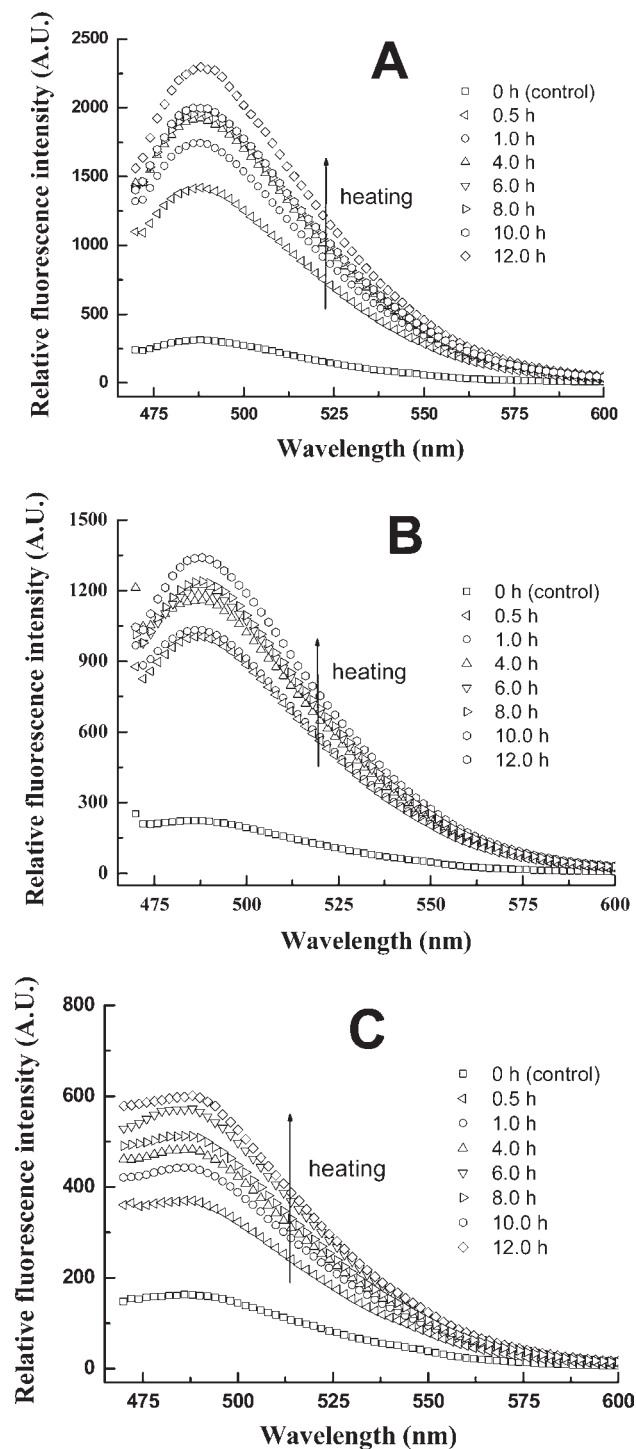 A
Relative fluorescence intensity (A.U.)
2500
2000
1500
1000
500
0
heating
0 h (control)
0.5 h
1.0 h
4.0 h
6.0 h
8.0 h
10.0 h
12.0 h
475
500
525
550
575
600
Wavelength (nm)
B
Relative fluorescence intensity (A.U.)
1500
1200
900
600
300
0
heating
0 h (control)
0.5 h
1.0 h
4.0 h
6.0 h
8.0 h
10.0 h
12.0 h
475
500
525
550
575
600
Wavelength (nm)
C
Relative fluorescence intensity (A.U.)
800
600
400
200
0
heating
0 h (control)
0.5 h
1.0 h
4.0 h
6.0 h
8.0 h
10.0 h
12.0 h
475
500
525
550
575
600
Wavelength (nm)